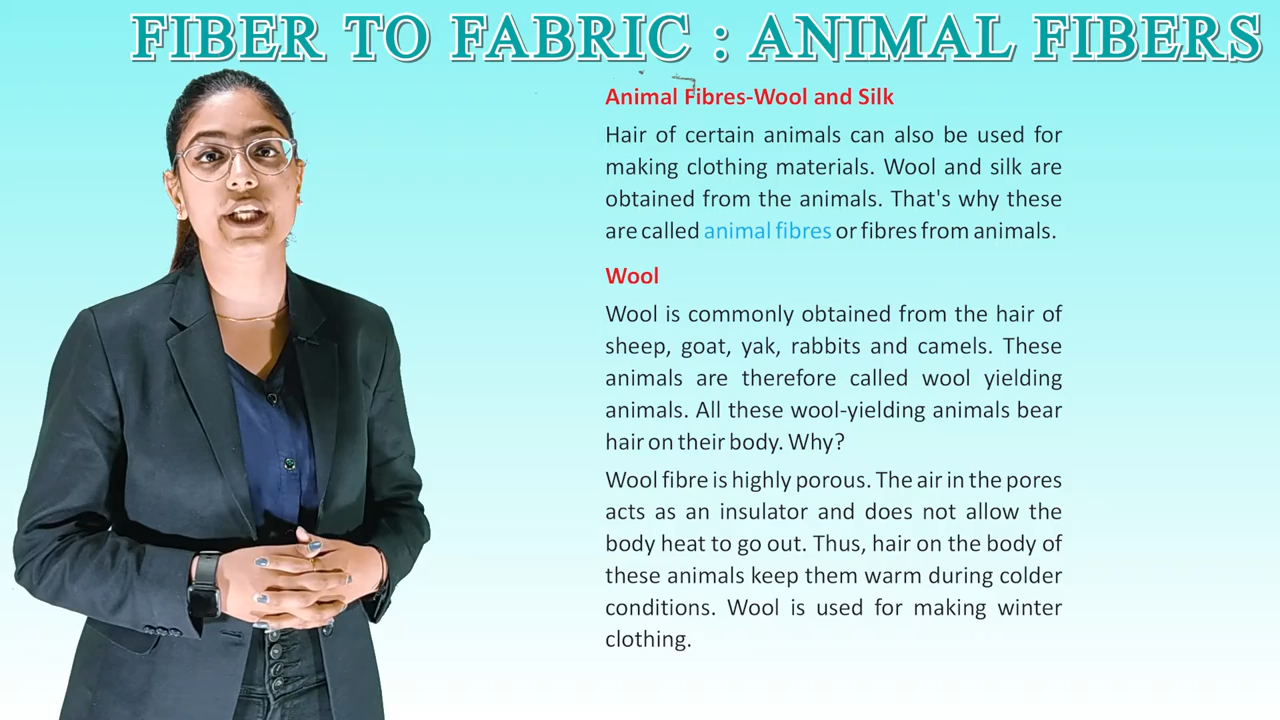 FIBER TO FABRIC : ANIMAL FIBERS
Animal Fibres-Wool and Silk
Hair of certain animals can also be used for
making clothing materials. Wool and silk are
obtained from the animals. That's why these
are called animal fibres or fibres from animals.
Wool
Wool is commonly obtained from the hair of
sheep, goat, yak, rabbits and camels. These
animals are therefore called wool yielding
animals. All these wool-yielding animals bear
hair on their body. Why?
Wool fibre is highly porous. The air in the pores
acts as an insulator and does not allow the
body heat to go out. Thus, hair on the body of
these animals keep them warm during colder
conditions. Wool is used for making winter
clothing.